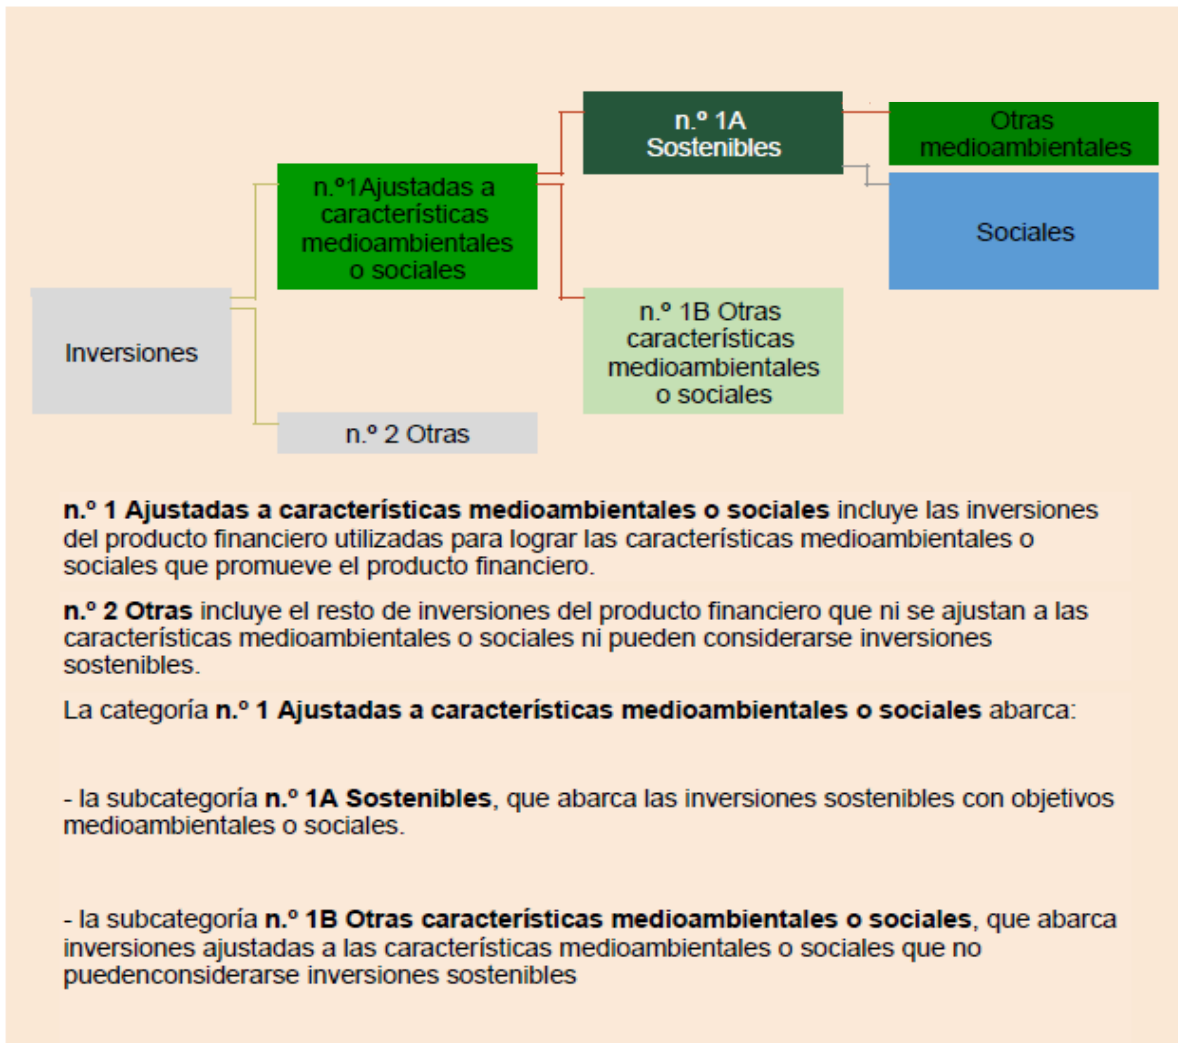 n.º 1A
Sostenibles
Otras
medioambientales
n.º1Ajustadas a
características
medioambientales
o sociales
Sociales
Inversiones
n.º 1B Otras
características
medioambientales
o sociales
n.º 2 Otras
n.º 1 Ajustadas a características medioambientales o sociales incluye las inversiones
del producto financiero utilizadas para lograr las características medioambientales o
sociales que promueve el producto financiero.
n.º 2 Otras incluye el resto de inversiones del producto financiero que ni se ajustan a las
características medioambientales o sociales ni pueden considerarse inversiones
sostenibles.
La categoría n.º 1 Ajustadas a características medioambientales o sociales abarca:
- la subcategoría n.º 1A Sostenibles, que abarca las inversiones sostenibles con objetivos
medioambientales o sociales.
- la subcategoría n.º 1B Otras características medioambientales o sociales, que abarca
inversiones ajustadas a las características medioambientales o sociales que no
puedenconsiderarse inversiones sostenibles